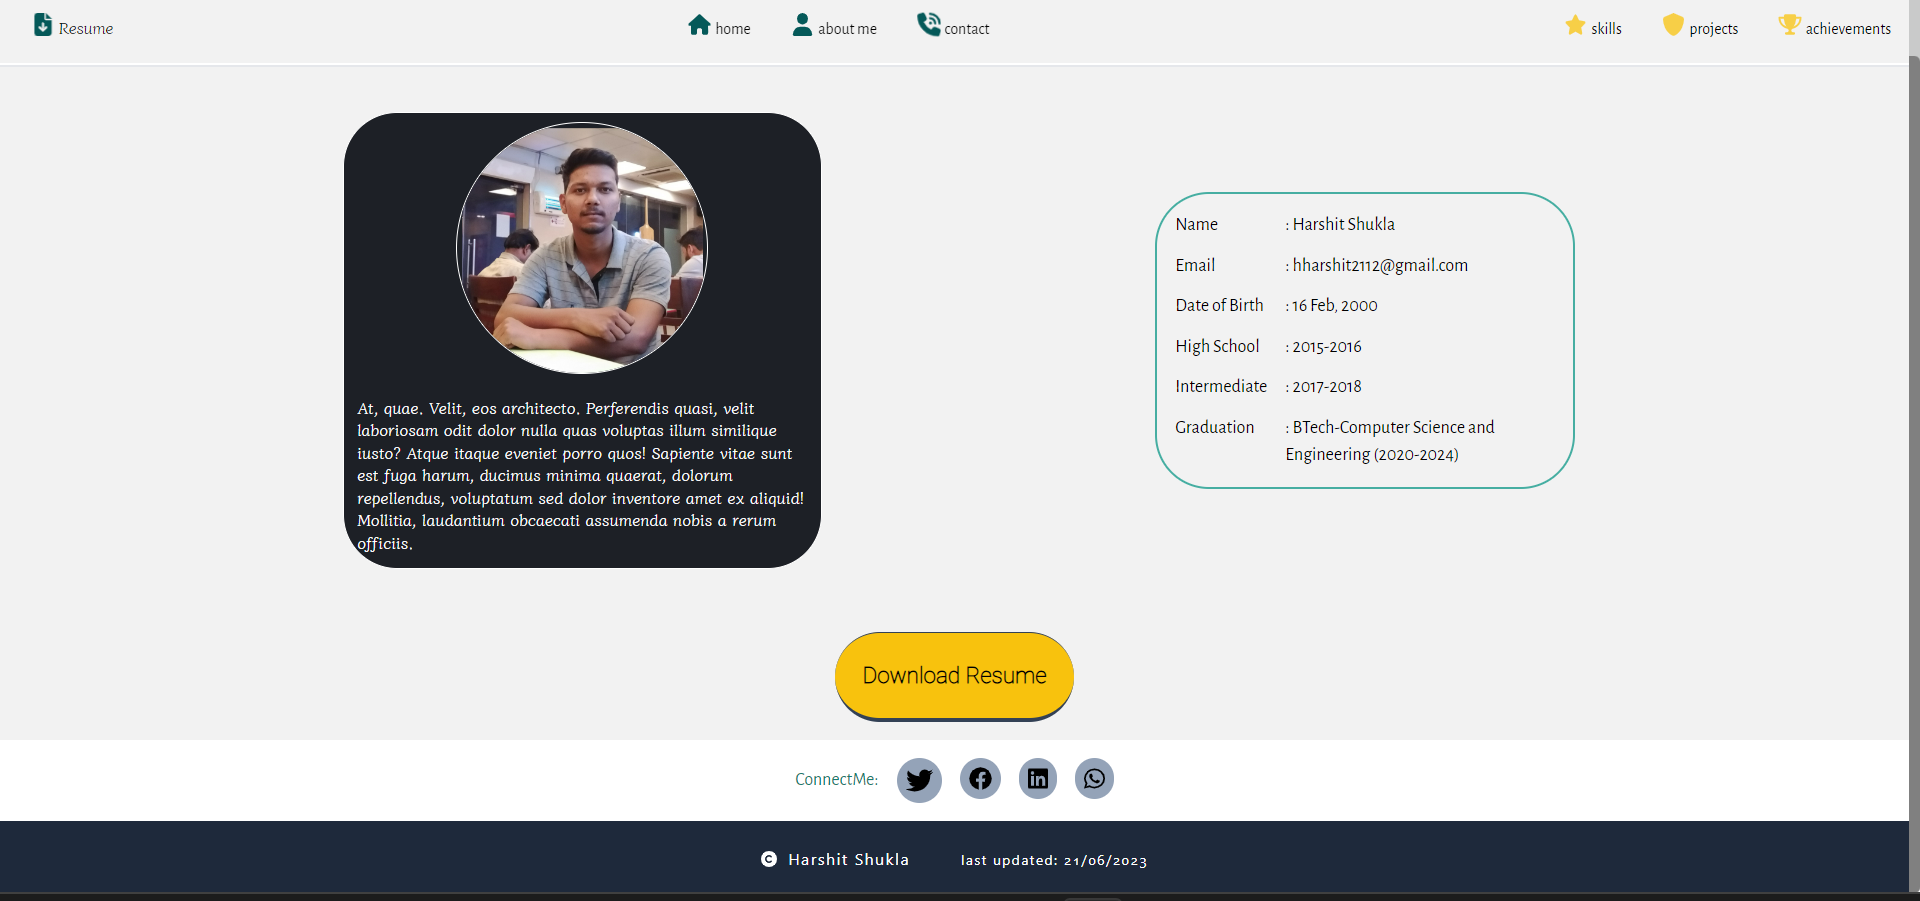 Resume home about me contact skills projects achievements
At, quae. Velit, eos architecto. Perferendis quasi, velit
laboriosam odit dolor nulla quas voluptas illum similique
iusto? Atque itaque eveniet porro quos! Sapiente vitae sunt
est fuga harum, ducimus minima quaerat, dolorum
repellendus, voluptatum sed dolor inventore amet ex aliquid!
Mollitia, laudantium obcaecati assumenda nobis a rerum
officiis.
Name : Harshit Shukla
Email : hharshit2112@gmail.com
Date of Birth : 16 Feb, 2000
High School : 2015-2016
Intermediate : 2017-2018
Graduation : BTech-Computer Science and
Engineering (2020-2024)
Download Resume
ConnectMe:
© Harshit Shukla last updated: 21/06/2023